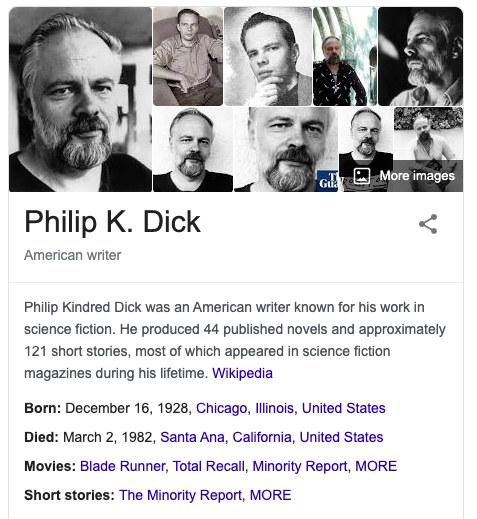 Th
Gua
More images
Philip K. Dick
American writer
Philip Kindred Dick was an American writer known for his work in
science fiction. He produced 44 published novels and approximately
121 short stories, most of which appeared in science fiction
magazines during his lifetime. Wikipedia
Born: December 16, 1928, Chicago, Illinois, United States
Died: March 2, 1982, Santa Ana, California, United States
Movies: Blade Runner, Total Recall, Minority Report, MORE
Short stories: The Minority Report, MORE